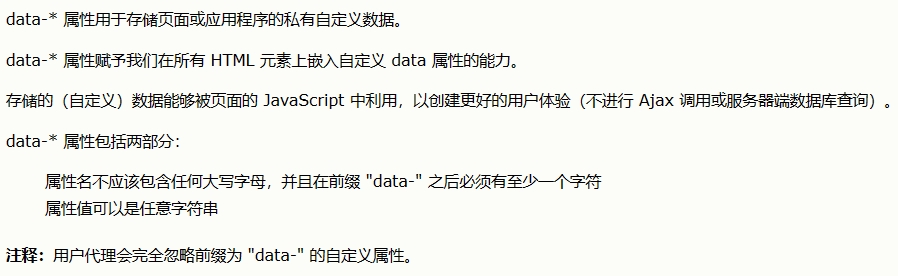 data-* 属性用于存储页面或应用程序的私有自定义数据。
data-* 属性赋予我们在所有 HTML 元素上嵌入自定义 data 属性的能力。
存储的（自定义）数据能够被页面的 JavaScript 中利用，以创建更好的用户体验（不进行 Ajax 调用或服务器端数据库查询）。
data-* 属性包括两部分：
属性名不应该包含任何大写字母，并且在前缀 "data-" 之后必须有至少一个字符
属性值可以是任意字符串
注释：用户代理会完全忽略前缀为 "data-" 的自定义属性。